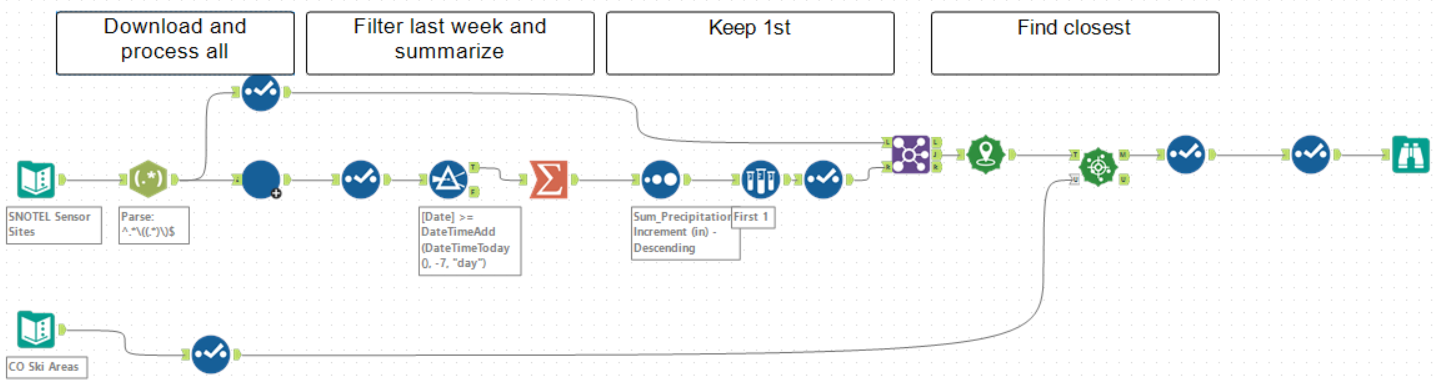 Download and
process all
Filter last week and
summarize
Keep 1st
Find closest
SNOTEL Sensor
Sites
(.*)
Parse:
^.*\((.*)\)$
[Date] >=
DateTimeAdd
(DateTimeToday
(), -7, "day")
T
F
Sum_Precipitation
Increment (in) -
Descending
First 1
L
R
L
J
R
T
U
M
U
CO Ski Areas